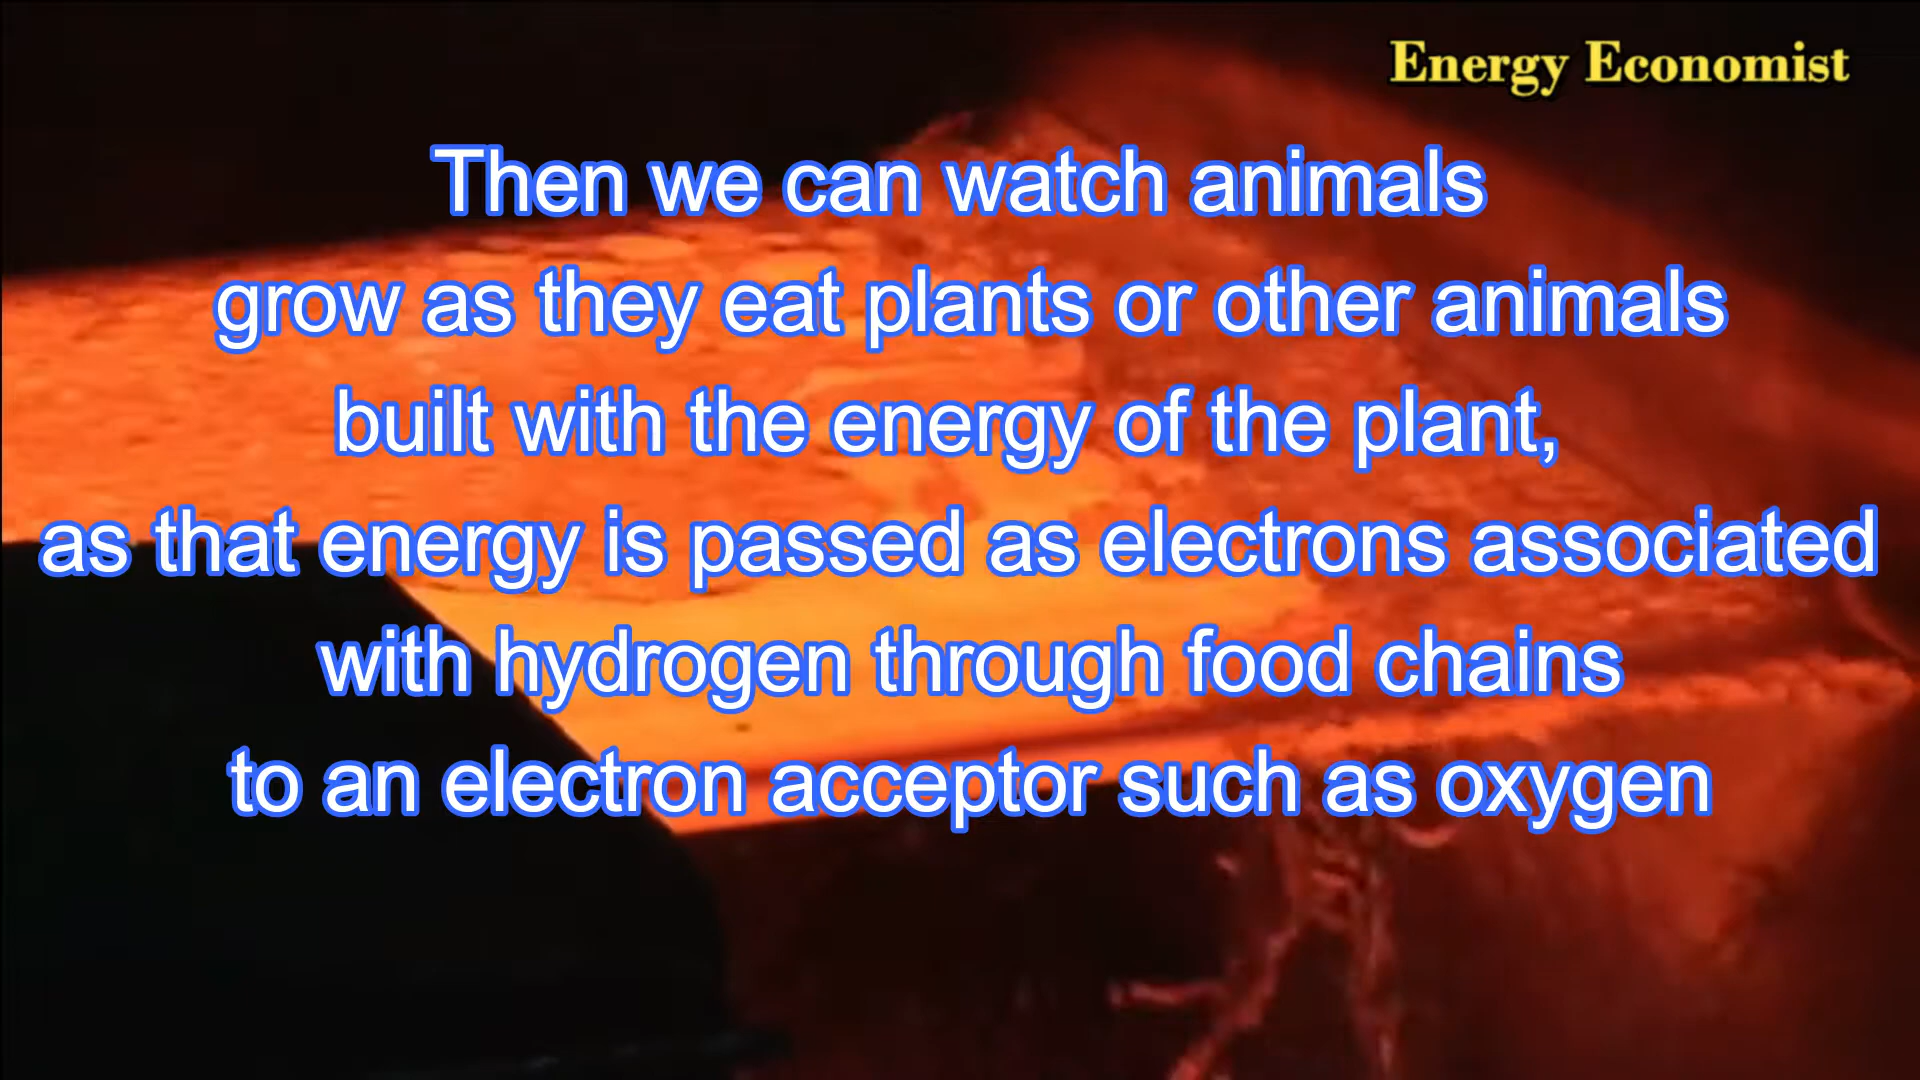 Energy Economist
Then we can watch animals
grow as they eat plants or other animals
built with the energy of the plant,
as that energy is passed as electrons associated
with hydrogen through food chains
to an electron acceptor such as oxygen